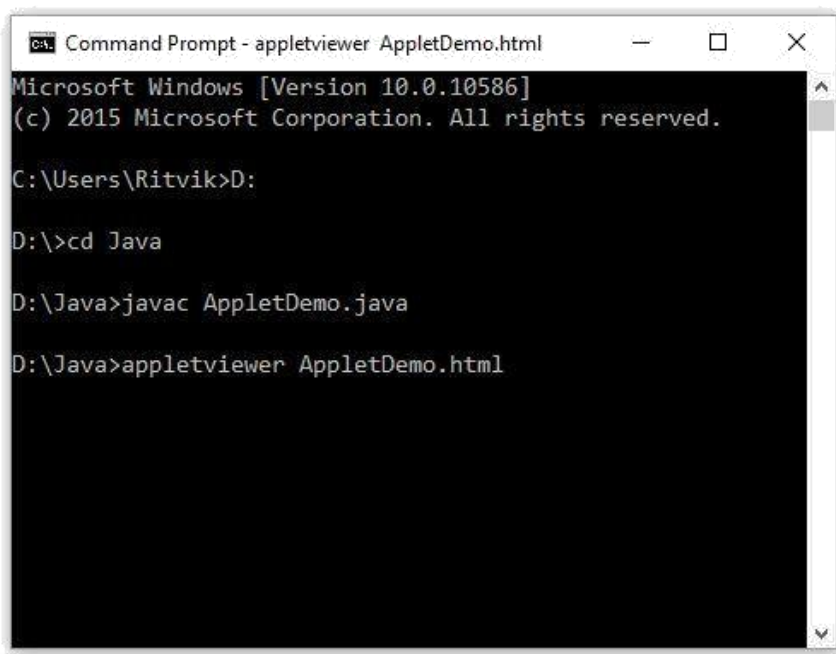 Command Prompt - appletviewer AppletDemo.html
Microsoft Windows [Version 10.0.10586]
(c) 2015 Microsoft Corporation. All rights reserved.
C:\Users\Ritvik>D:
D:\>cd Java
D:\Java>javac AppletDemo.java
D:\Java>appletviewer AppletDemo.html